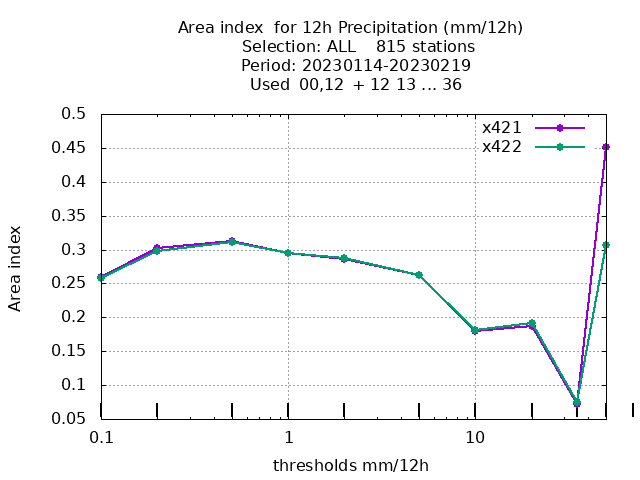 Area index  for 12h Precipitation (mm/12h)
Selection: ALL    815 stations
Period: 20230114-20230219
Used  00,12  + 12 13 ... 36
x421
x422
0.5
0.45
0.4
0.35
0.3
0.25
0.2
0.15
0.1
0.05
Area index
0.1
1
10
thresholds mm/12h